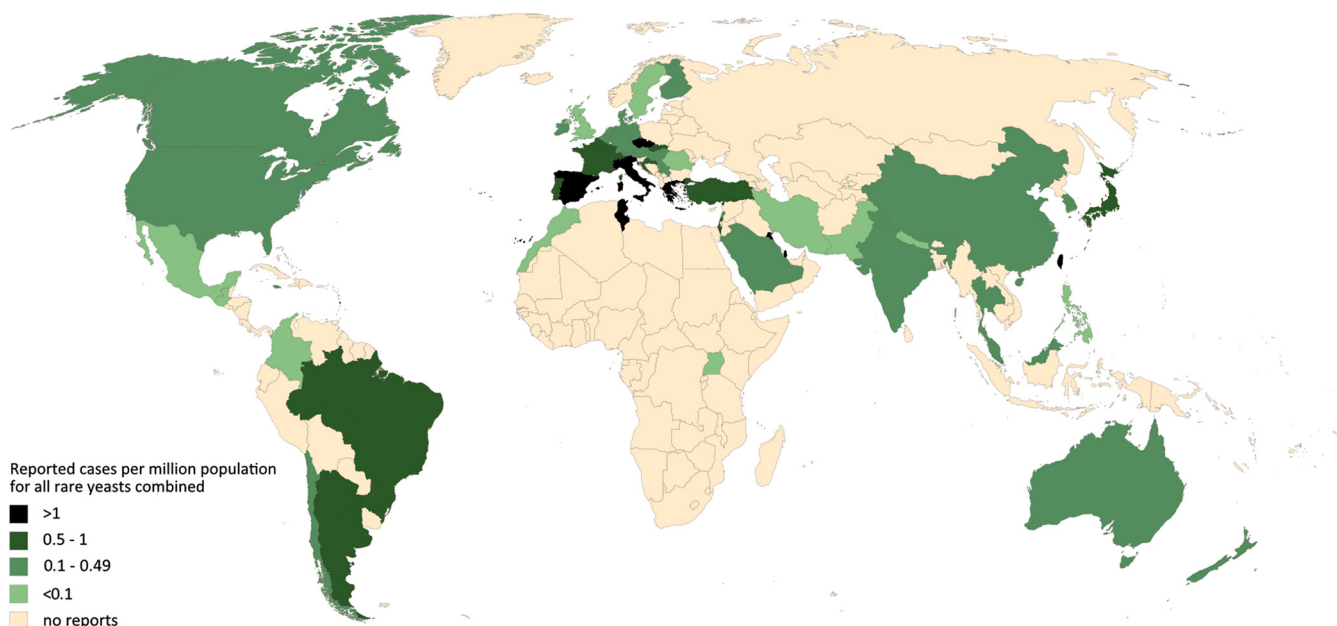 Reported cases per million population
for all rare yeasts combined
>1
0.5 - 1
0.1 - 0.49
<0.1
no reports